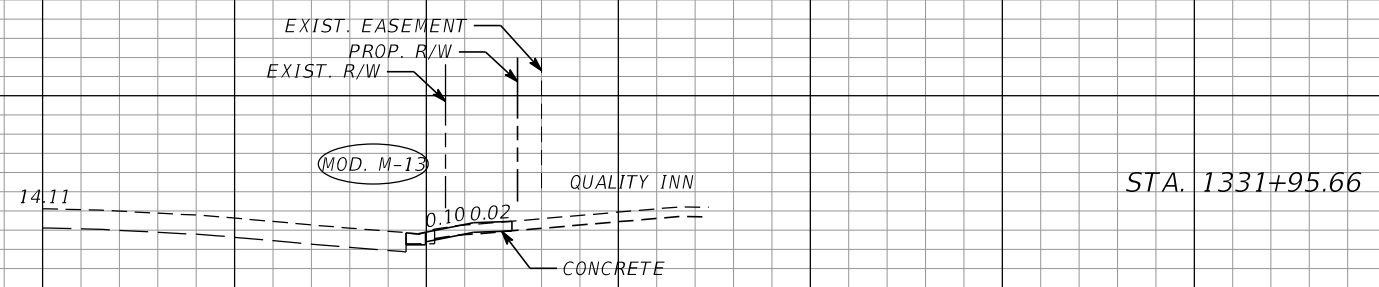 EXIST. EASEMENT
PROP. R/W
EXIST. R/W
MOD. M-13
QUALITY INN
STA. 1331+95.66
14.11
0.10 0.02
CONCRETE